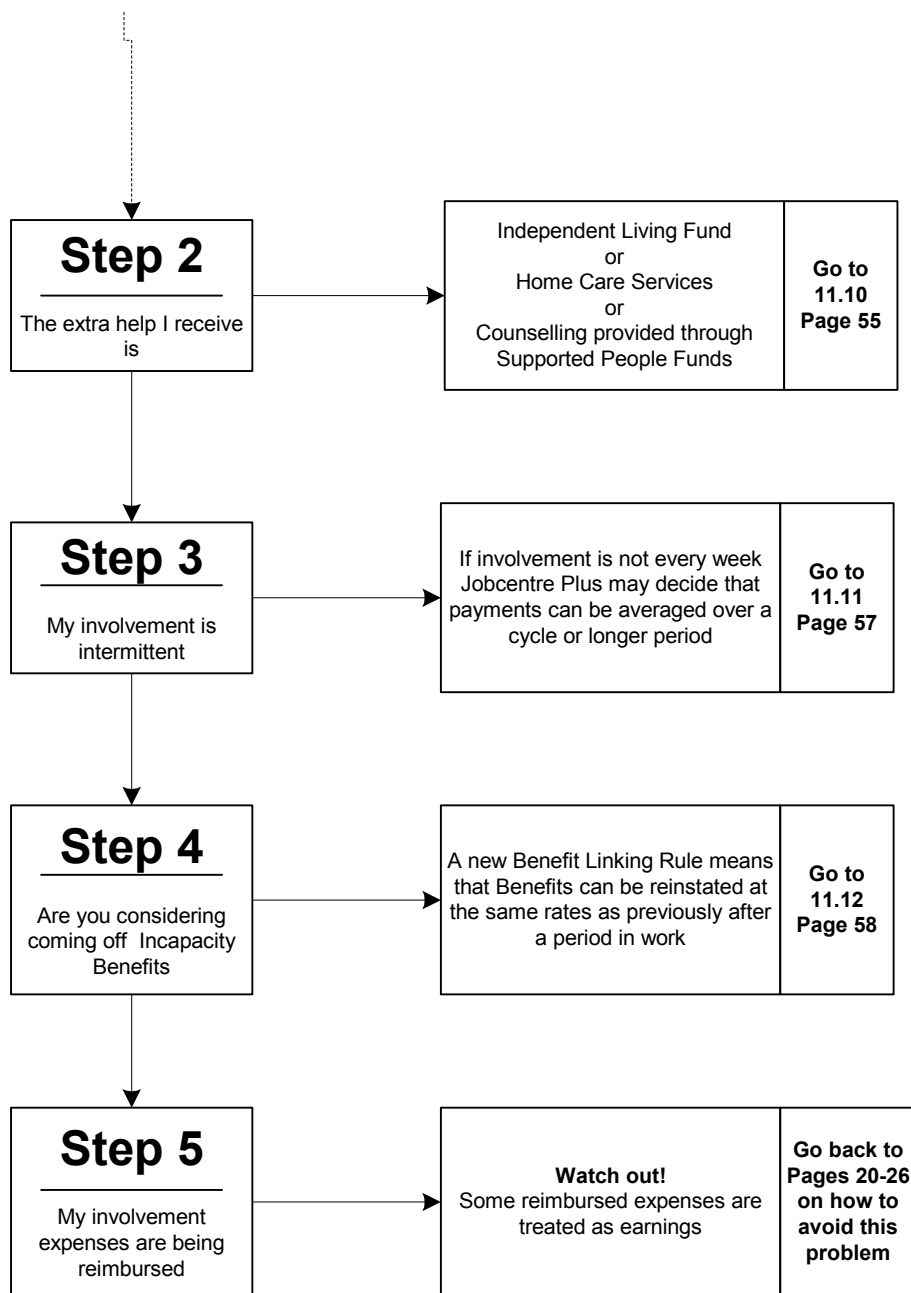 Step 2
The extra help I receive
is
Independent Living Fund
or
Home Care Services
or
Counselling provided through
Supported People Funds
Go to
11.10
Page 55
Step 3
My involvement is
intermittent
If involvement is not every week
Jobcentre Plus may decide that
payments can be averaged over a
cycle or longer period
Go to
11.11
Page 57
Step 4
Are you considering
coming off Incapacity
Benefits
A new Benefit Linking Rule means
that Benefits can be reinstated at
the same rates as previously after
a period in work
Go to
11.12
Page 58
Step 5
My involvement
expenses are being
reimbursed
Watch out!
Some reimbursed expenses are
treated as earnings
Go back to
Pages 20-26
on how to
avoid this
problem